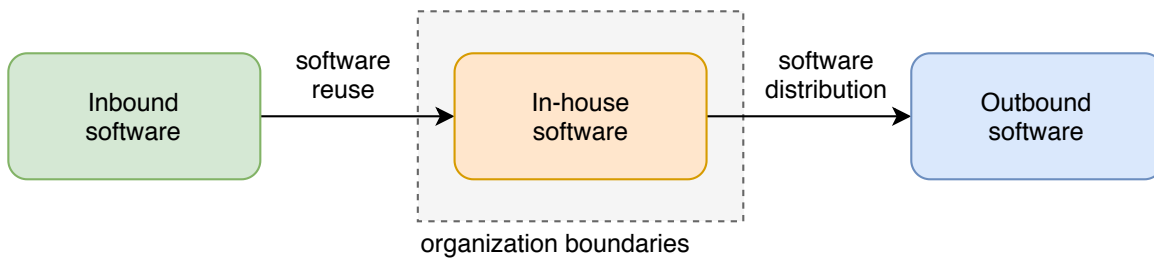 Inbound
software
software
reuse
In-house
software
software
distribution
Outbound
software
organization boundaries